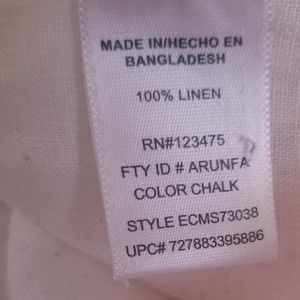 MADE IN/HECHO EN
BANGLADESH
100% LINEN
RN#123475
FTY ID # ARUNFA
COLOR CHALK
STYLE ECMS73038
UPC# 727883395886